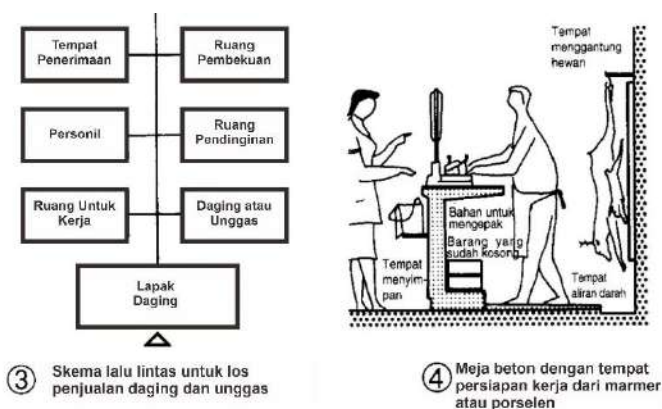 Tempat
Penerimaan
Ruang
Pembekuan
Personil
Ruang
Pendinginan
Ruang Untuk
Kerja
Daging atau
Unggas
Lapak
Daging
3 Skema lalu lintas untuk los
penjualan daging dan unggas
Tempat
menggantung
hewan
Bahan untuk
mengepak
Barang yang
sudah kosong
Tempat
menyim-
pan
Tempat
aliran darah
4 Meja beton dengan tempat
persiapan kerja dari marmer
atau porselen